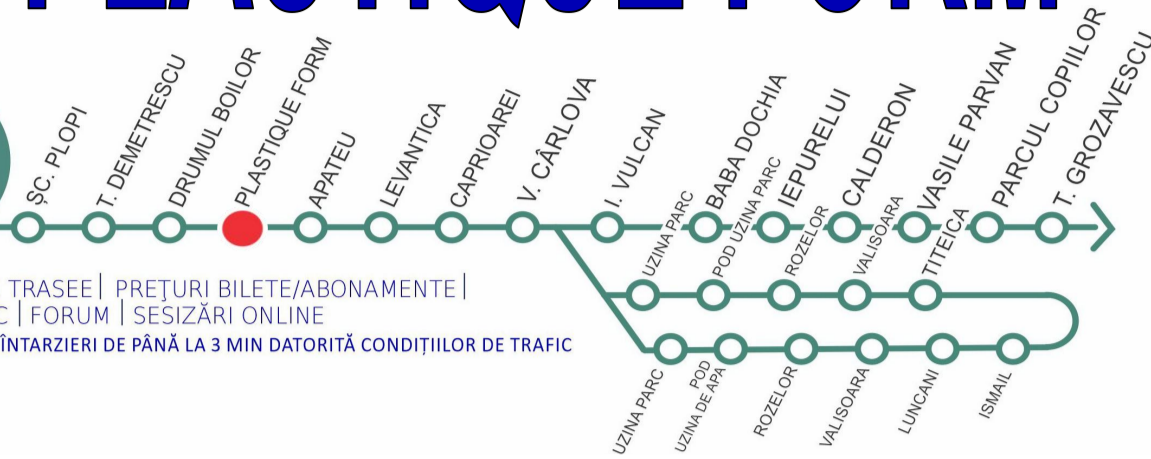 PLASTIQUE FORM
ȘC. PLOPI
T. DEMETRESCU
DRUMUL BOILOR
PLASTIQUE FORM
APATEU
LEVANTICA
CAPRIOAREI
V. CÂRLOVA
I. VULCAN
BABA DOCHIA
IEPURELUI
CALDERON
VASILE PARVAN
PARCUL COPIILOR
T. GROZAVESCU
UZINA PARC
POD UZINA PARC
ROZELOR
VALISOARA
TITEICA
TRASEE| PREŢURI BILETE/ABONAMENTE|
C | FORUM | SESIZĂRI ONLINE
ÎNTARZIERI DE PÂNĂ LA 3 MIN DATORITĂ CONDIȚIILOR DE TRAFIC
UZINA PARC
POD
UZINA DE APA
ROZELOR
VALISOARA
LUNCANI
ISMAIL